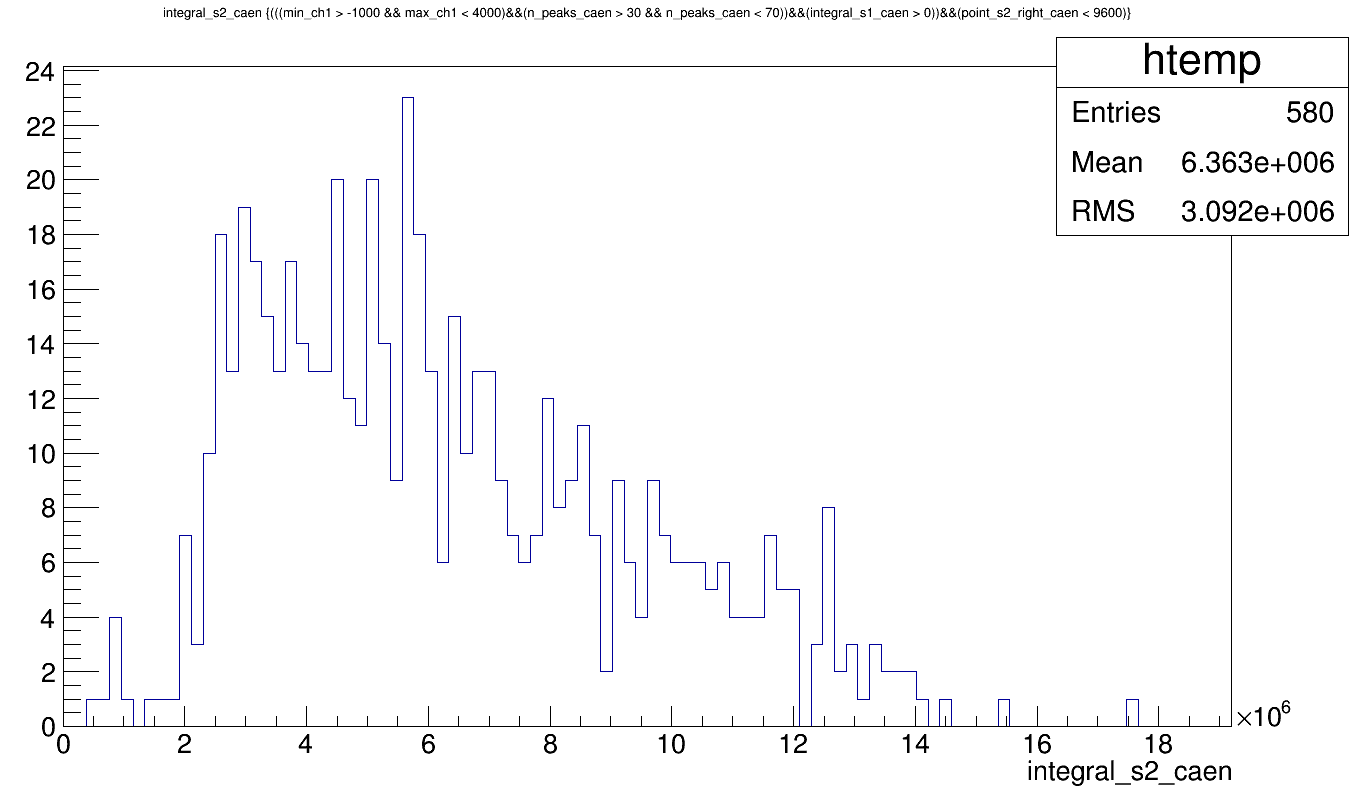 integral_s2_caen {(((min_ch1 > -1000 && max_ch1 < 4000)&&(n_peaks_caen > 30 && n_peaks_caen < 70))&&(integral_s1_caen > 0))&&(point_s2_right_caen < 9600)}
htemp
Entries 580
Mean 6.363e+006
RMS 3.092e+006
24
22
20
18
16
14
12
10
8
6
4
2
0
0 2 4 6 8 10 12 14 16 18
×10⁶
integral_s2_caen